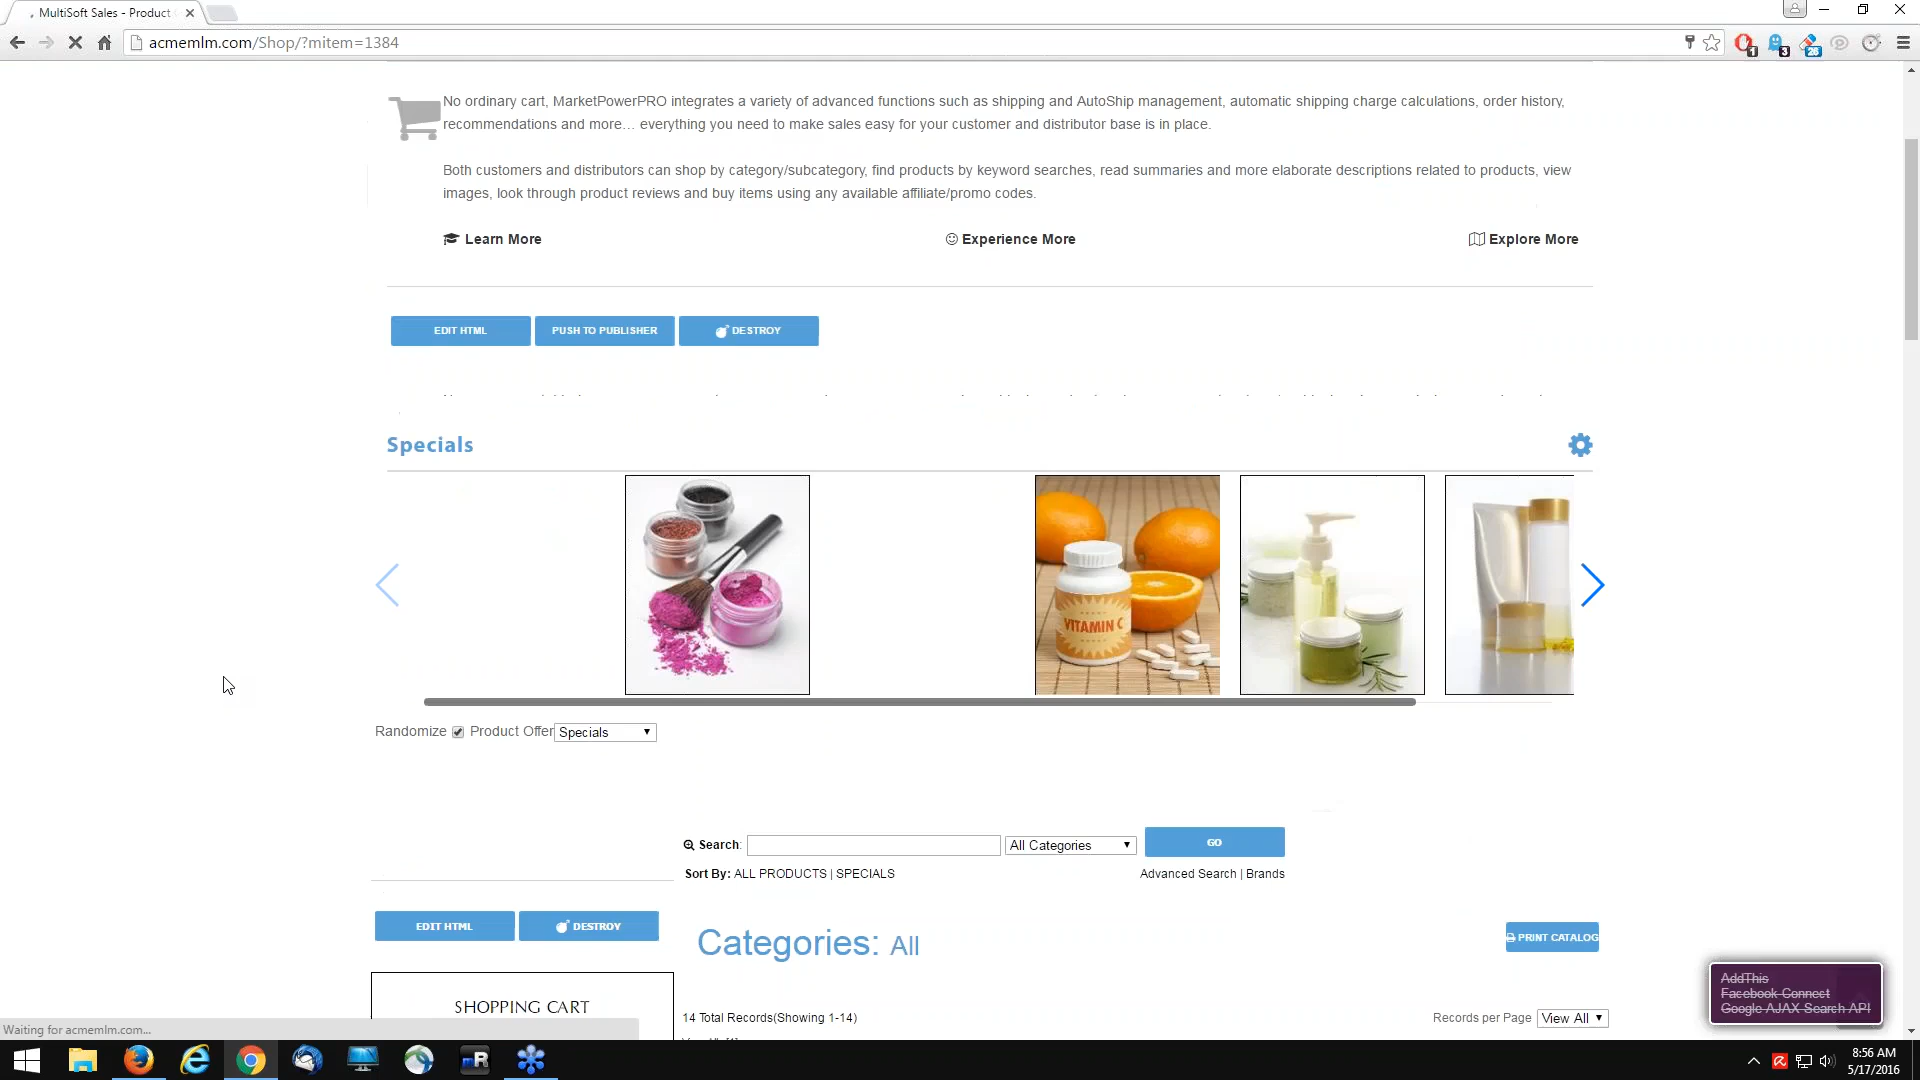 MultiSoft Sales - Product
acmemlm.com/Shop/?mitem=1384
1
3
26
No ordinary cart, MarketPowerPRO integrates a variety of advanced functions such as shipping and AutoShip management, automatic shipping charge calculations, order history,
recommendations and more… everything you need to make sales easy for your customer and distributor base is in place.
Both customers and distributors can shop by category/subcategory, find products by keyword searches, read summaries and more elaborate descriptions related to products, view
images, look through product reviews and buy items using any available affiliate/promo codes.
Learn More
Experience More
Explore More
EDIT HTML
PUSH TO PUBLISHER
DESTROY
Specials
VITAMIN C
Randomize
Product Offer
Specials
Search:
All Categories
GO
Sort By: ALL PRODUCTS | SPECIALS
Advanced Search | Brands
EDIT HTML
DESTROY
Categories: All
PRINT CATALOG
SHOPPING CART
14 Total Records(Showing 1-14)
Records per Page
View All
AddThis
Facebook Connect
Google AJAX Search API
Waiting for acmemlm.com...
mR
8:56 AM
5/17/2016